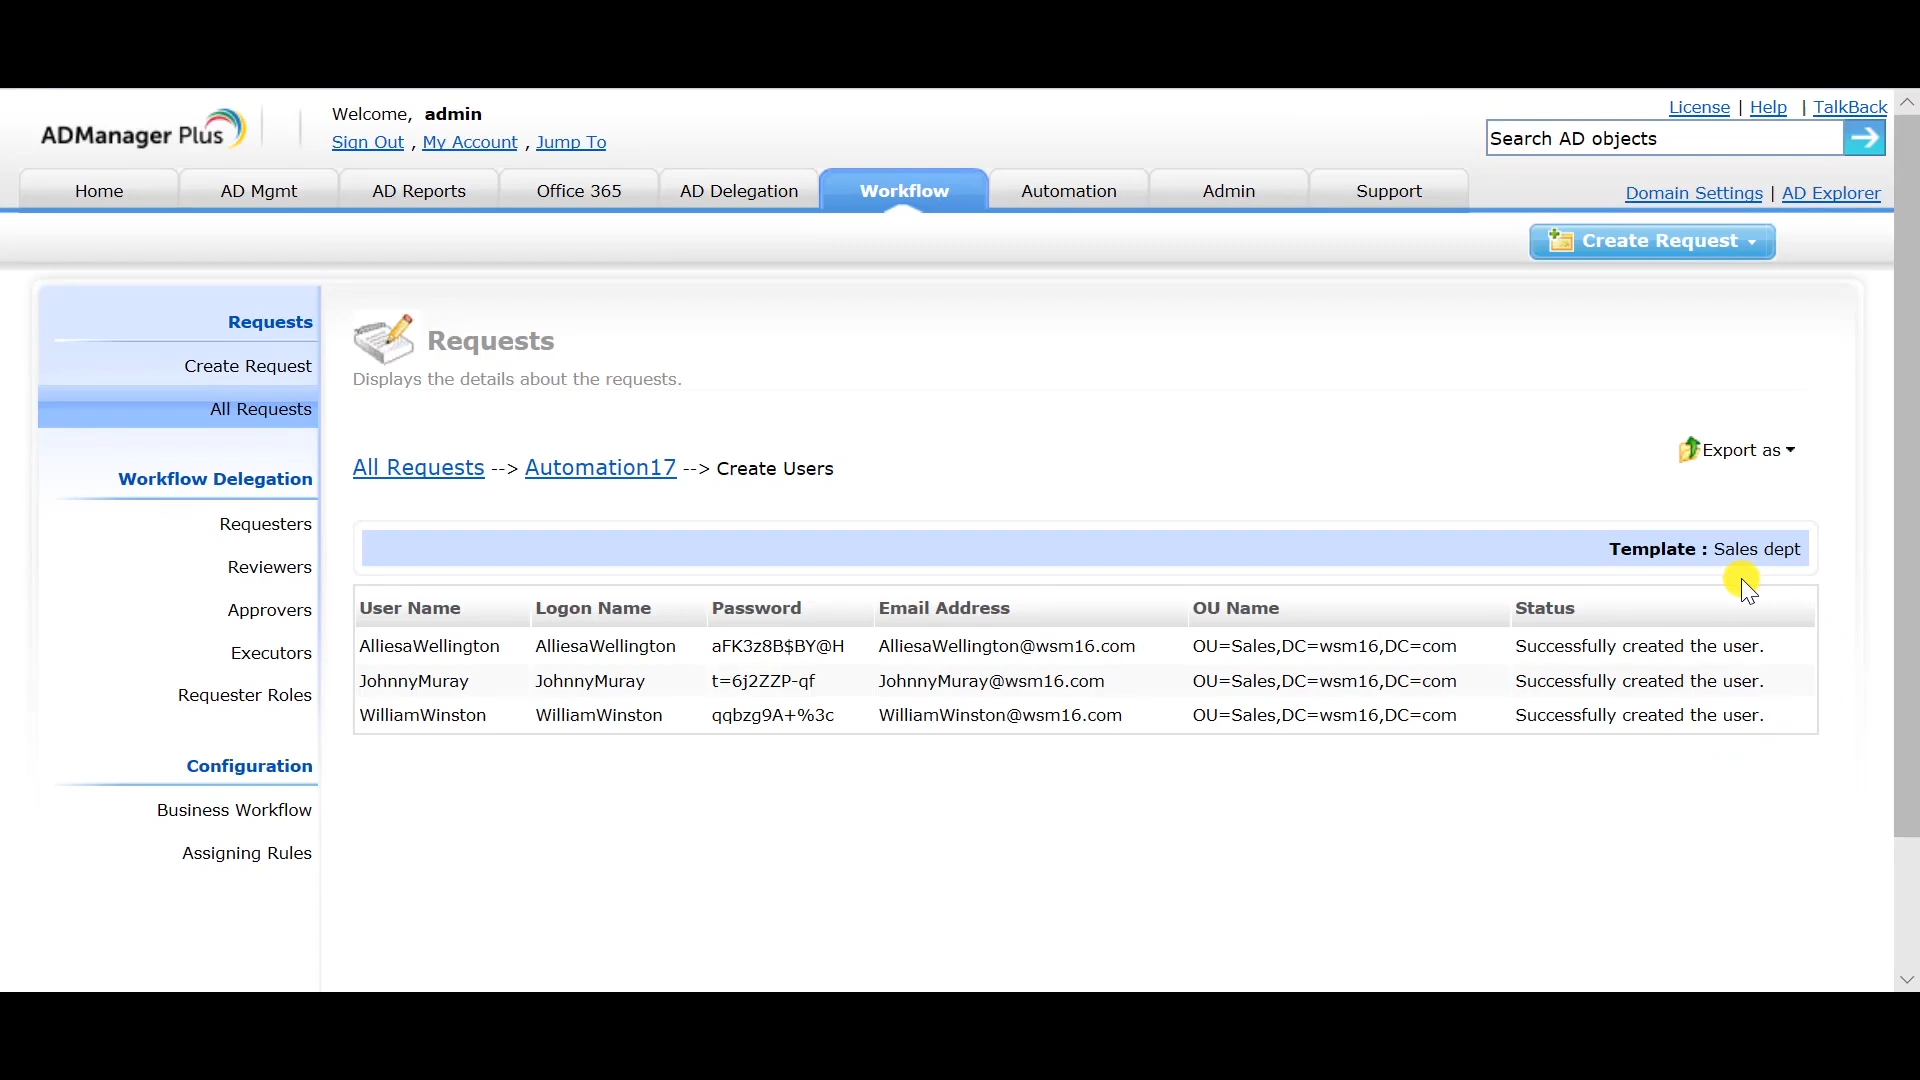 ADManager Plus
Welcome, admin
Sign Out , My Account , Jump To
License | Help | TalkBack
Search AD objects
Home AD Mgmt AD Reports Office 365 AD Delegation Workflow Automation Admin Support
Domain Settings | AD Explorer
Create Request
Requests
Create Request
All Requests
Workflow Delegation
Requesters
Reviewers
Approvers
Executors
Requester Roles
Configuration
Business Workflow
Assigning Rules
Requests
Displays the details about the requests.
Export as
All Requests --> Automation17 --> Create Users
Template : Sales dept
User Name Logon Name Password Email Address OU Name Status
AlliesaWellington AlliesaWellington aFK3z8B$BY@H AlliesaWellington@wsm16.com OU=Sales,DC=wsm16,DC=com Successfully created the user.
JohnnyMuray JohnnyMuray t=6j2ZZP-qf JohnnyMuray@wsm16.com OU=Sales,DC=wsm16,DC=com Successfully created the user.
WilliamWinston WilliamWinston qqbzg9A+%3c WilliamWinston@wsm16.com OU=Sales,DC=wsm16,DC=com Successfully created the user.